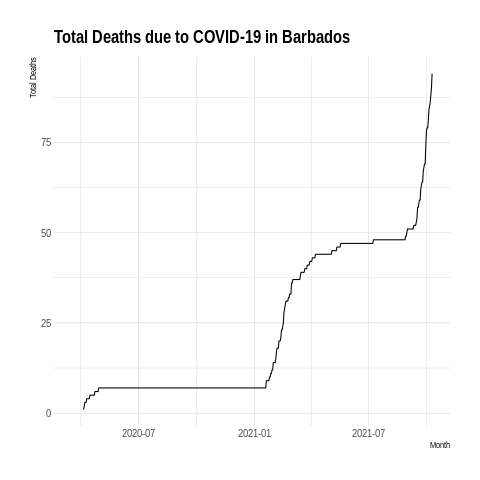 Total Deaths due to COVID-19 in Barbados
Total Deaths
75
50
25
0
2020-07
2021-01
2021-07
Month